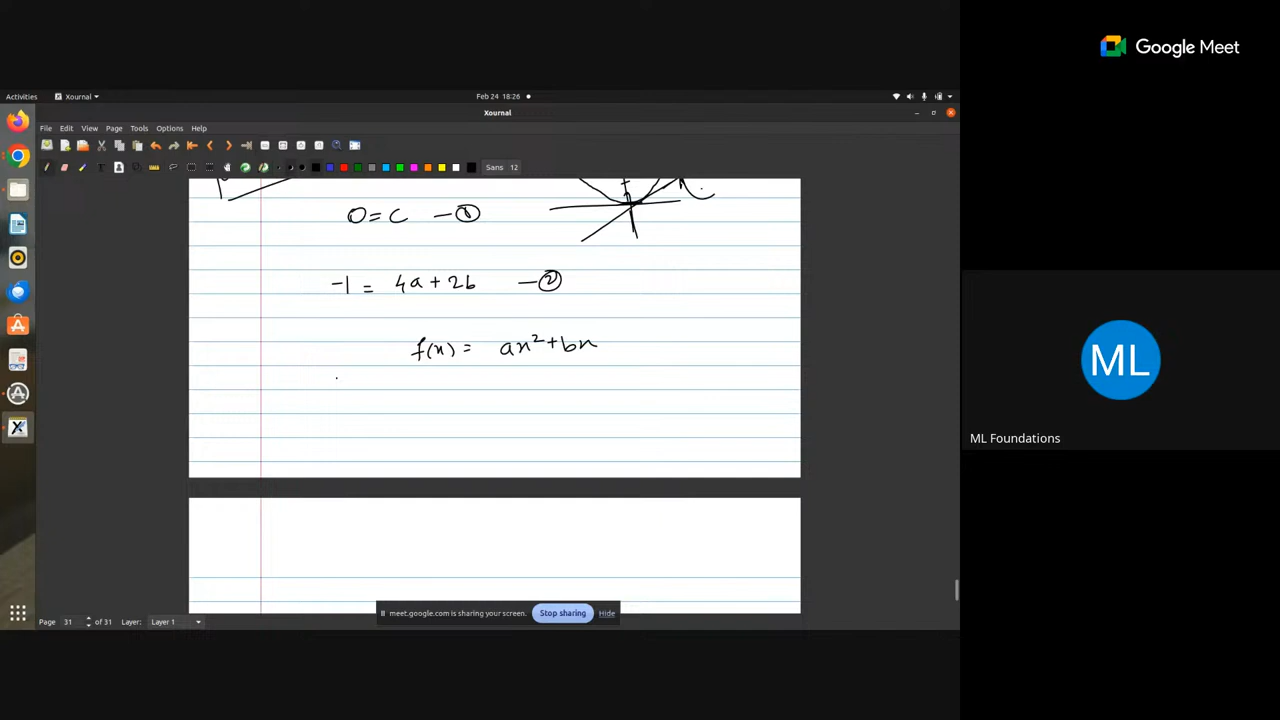 Google Meet
Activities Xournal Feb 24 18:26
Xournal
File Edit View Page Tools Options Help
Sans 12
0 = C — ①
-1 = 4a + 2b — ②
f(x) = ax² + bx
ML
ML Foundations
meet.google.com is sharing your screen. Stop sharing Hide
Page 31 of 31 Layer: Layer 1